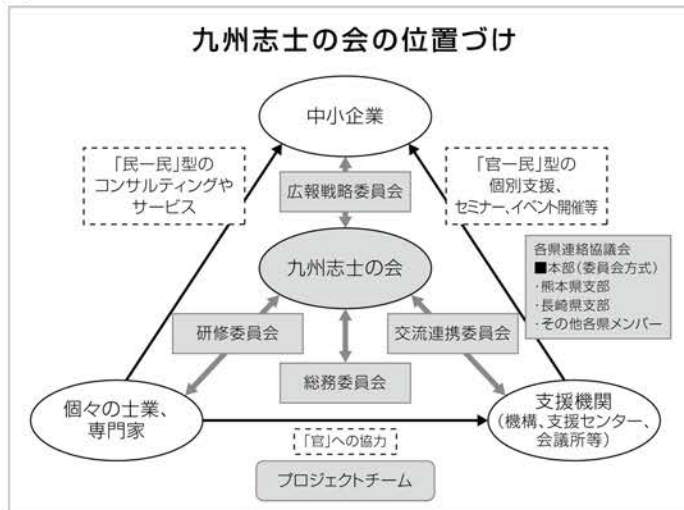 九州志士の会の位置づけ
中小企業
「民ー民」型の
コンサルティングや
サービス
「官ー民」型の
個別支援、
セミナー、イベント開催等
広報戦略委員会
九州志士の会
各県連絡協議会
■本部(委員会方式)
・熊本県支部
・長崎県支部
・その他各県メンバー
研修委員会
交流連携委員会
総務委員会
個々の士業、
専門家
支援機関
(機構、支援センター、
会議所等)
「官」への協力
プロジェクトチーム